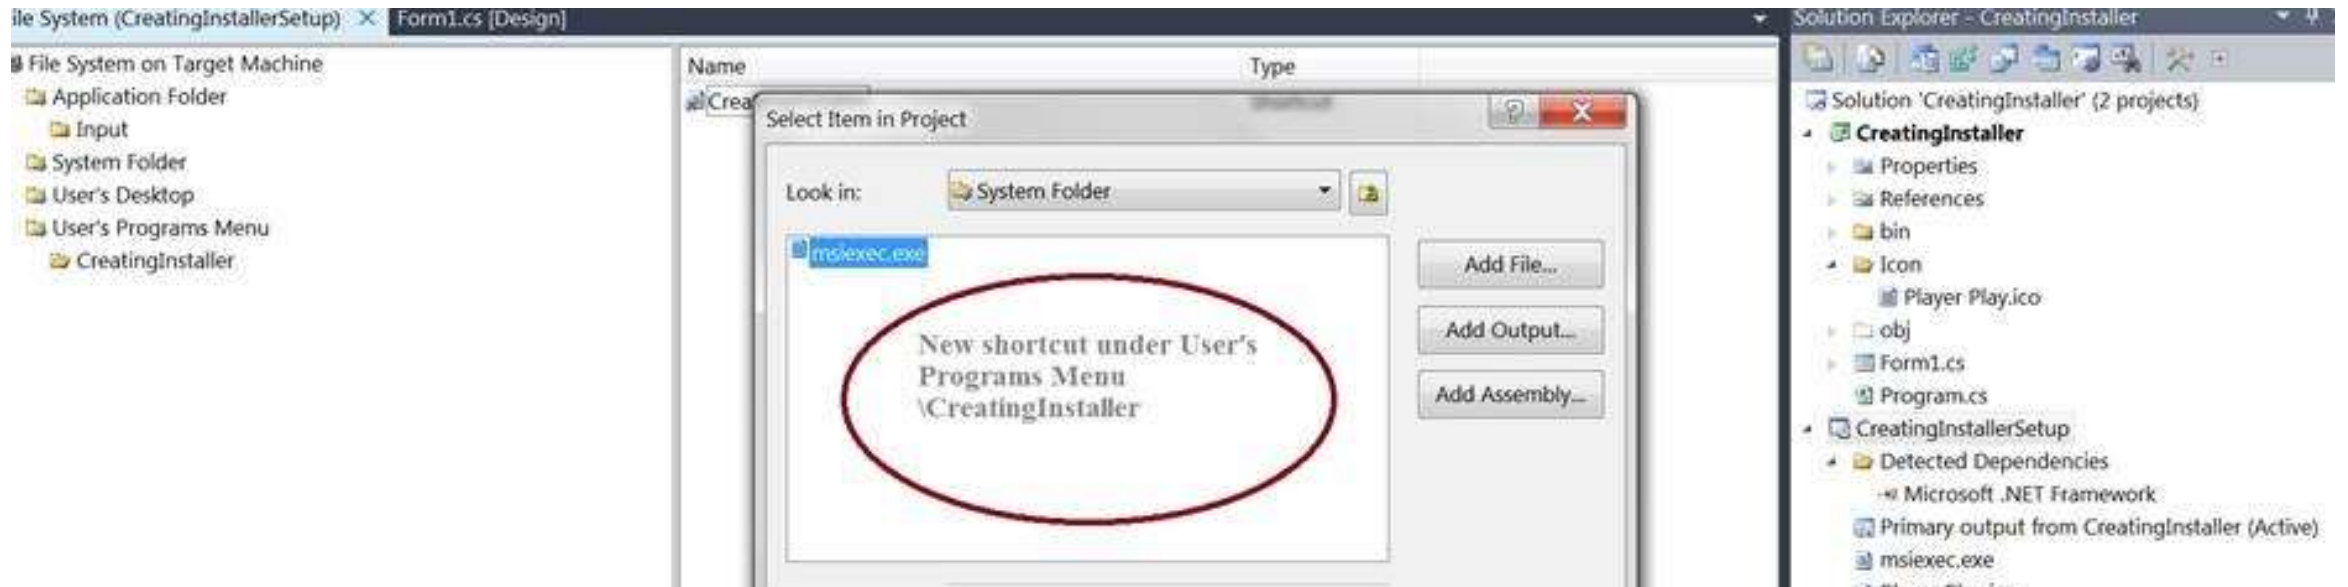 ile System (CreatingInstallerSetup)
Form1.cs [Design]
File System on Target Machine
Application Folder
Input
System Folder
User's Desktop
User's Programs Menu
CreatingInstaller
Name Type
Crea
Select Item in Project
Look in: System Folder
msiexec.exe
New shortcut under User's
Programs Menu
\CreatingInstaller
Add File...
Add Output...
Add Assembly...
Solution Explorer - CreatingInstaller
Solution 'CreatingInstaller' (2 projects)
CreatingInstaller
Properties
References
bin
Icon
Player Play.ico
obj
Form1.cs
Program.cs
CreatingInstallerSetup
Detected Dependencies
Microsoft .NET Framework
Primary output from CreatingInstaller (Active)
msiexec.exe